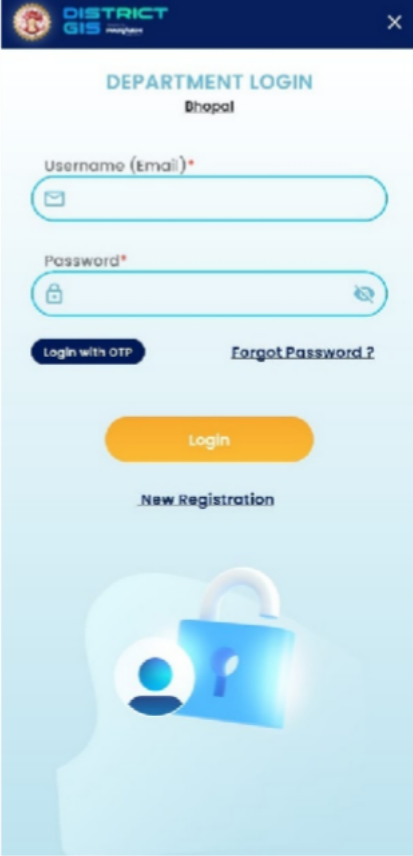 DISTRICT
GIS
DEPARTMENT LOGIN
Bhopal
Username (Email)*
Password*
Login with OTP
Forgot Password ?
Login
New Registration